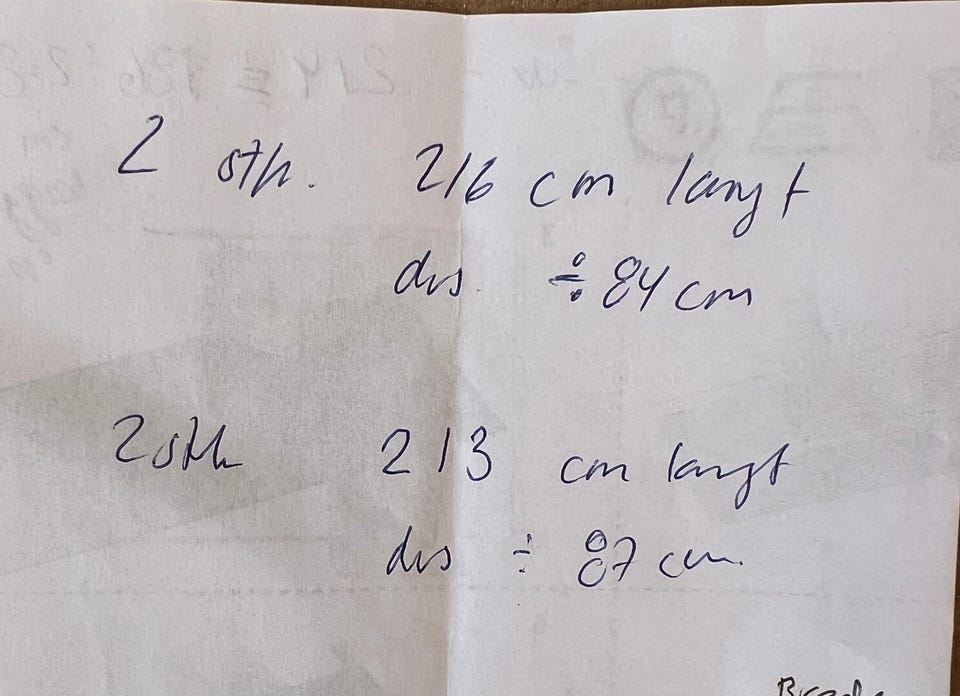 2 stk. 216 cm langt
dvs. ÷ 84 cm
2 stk 213 cm langt
dvs ÷ 87 cm